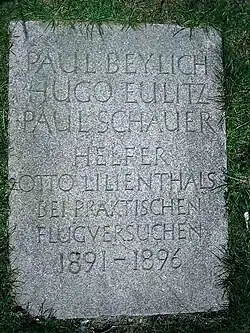 PAUL BEYLICH
HUGO EULITZ
PAUL SCHAUER
HELFER
OTTO LILIENTHALS
BEI PRAKTISCHEN
FLUGVERSUCHEN
1891-1896